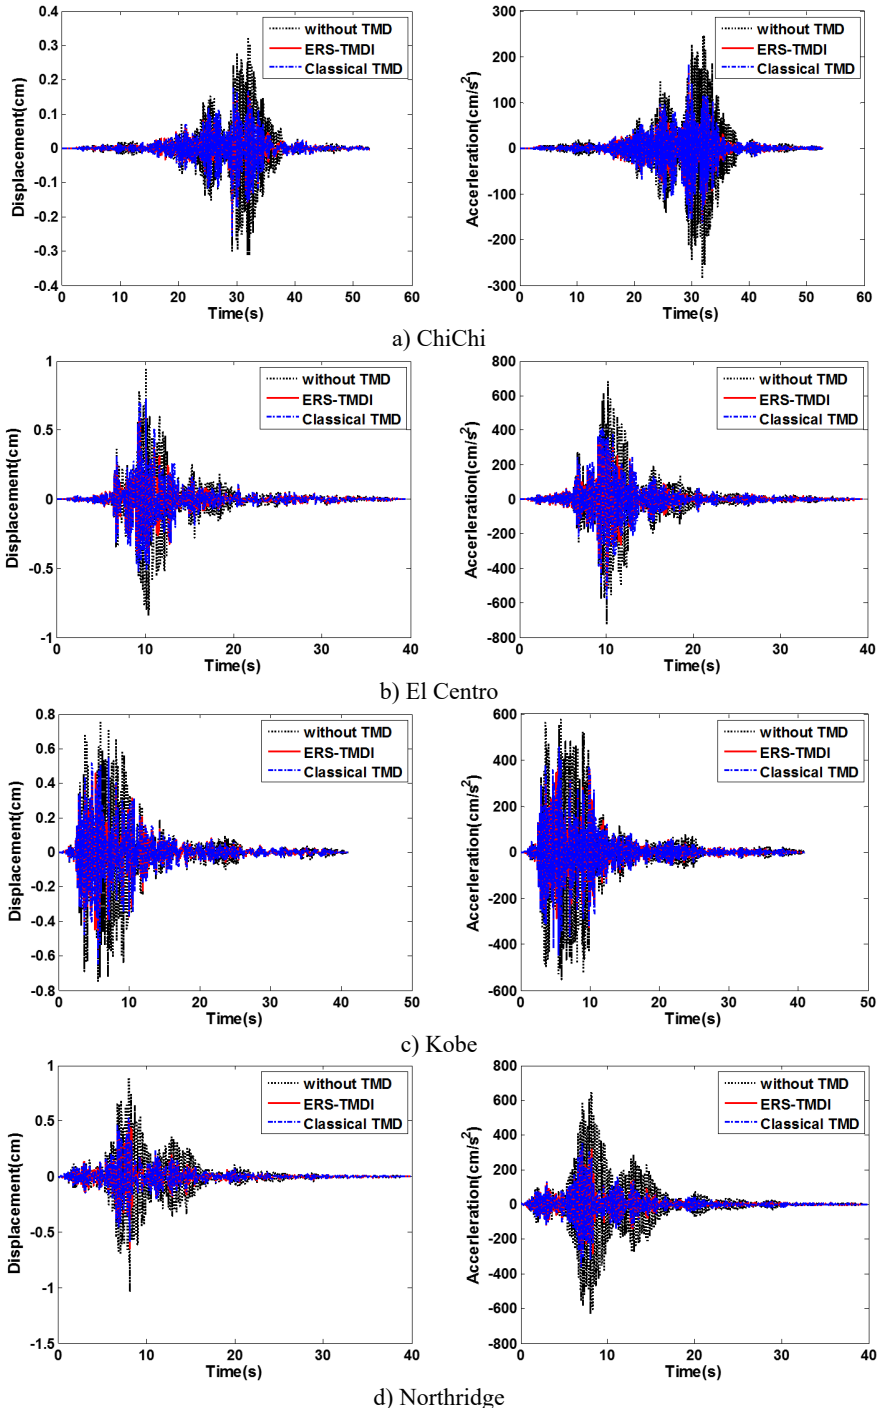 0.4
0.3
0.2
0.1
0
-0.1
-0.2
-0.3
-0.4
0 10 20 30 40 50 60
Displacement(cm)
Time(s)
without TMD
ERS-TMDI
Classical TMD
300
200
100
0
-100
-200
-300
0 10 20 30 40 50 60
Accerleration(cm/s²)
Time(s)
without TMD
ERS-TMDI
Classical TMD
a) ChiChi
1
0.5
0
-0.5
-1
0 10 20 30 40
Displacement(cm)
Time(s)
without TMD
ERS-TMDI
Classical TMD
800
600
400
200
0
-200
-400
-600
-800
0 10 20 30 40
Accerleration(cm/s²)
Time(s)
without TMD
ERS-TMDI
Classical TMD
b) El Centro
0.8
0.6
0.4
0.2
0
-0.2
-0.4
-0.6
-0.8
0 10 20 30 40 50
Displacement(cm)
Time(s)
without TMD
ERS-TMDI
Classical TMD
600
400
200
0
-200
-400
-600
0 10 20 30 40 50
Accerleration(cm/s²)
Time(s)
without TMD
ERS-TMDI
Classical TMD
c) Kobe
1
0.5
0
-0.5
-1
-1.5
0 10 20 30 40
Displacement(cm)
Time(s)
without TMD
ERS-TMDI
Classical TMD
800
600
400
200
0
-200
-400
-600
-800
0 10 20 30 40
Accerleration(cm/s²)
Time(s)
without TMD
ERS-TMDI
Classical TMD
d) Northridge